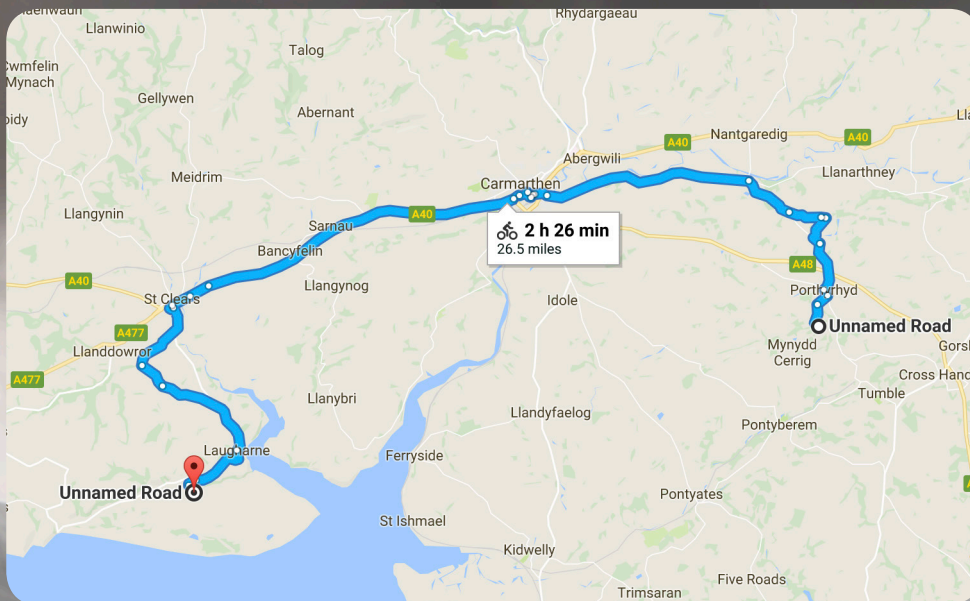 Rhydargaeau
Llanwinio
Talog
Cwmfelin
Mynach
Gellywen
Abernant
A40
Nantgaredig
A40
Abergwili
Llanarthney
Meidrim
Carmarthen
Llangynin
A40
Sarnau
2 h 26 min
26.5 miles
Bancyfelin
A48
A40
Llangynog
Porthyrhyd
St Clears
Idole
Unnamed Road
A477
Llanddowror
Mynydd
Cerrig
A477
Cross Hand
Tumble
Llanybri
Llandyfaelog
Pontyberem
Laugharne
Ferryside
Unnamed Road
Pontyates
St Ishmael
Kidwelly
Five Roads
Trimsaran